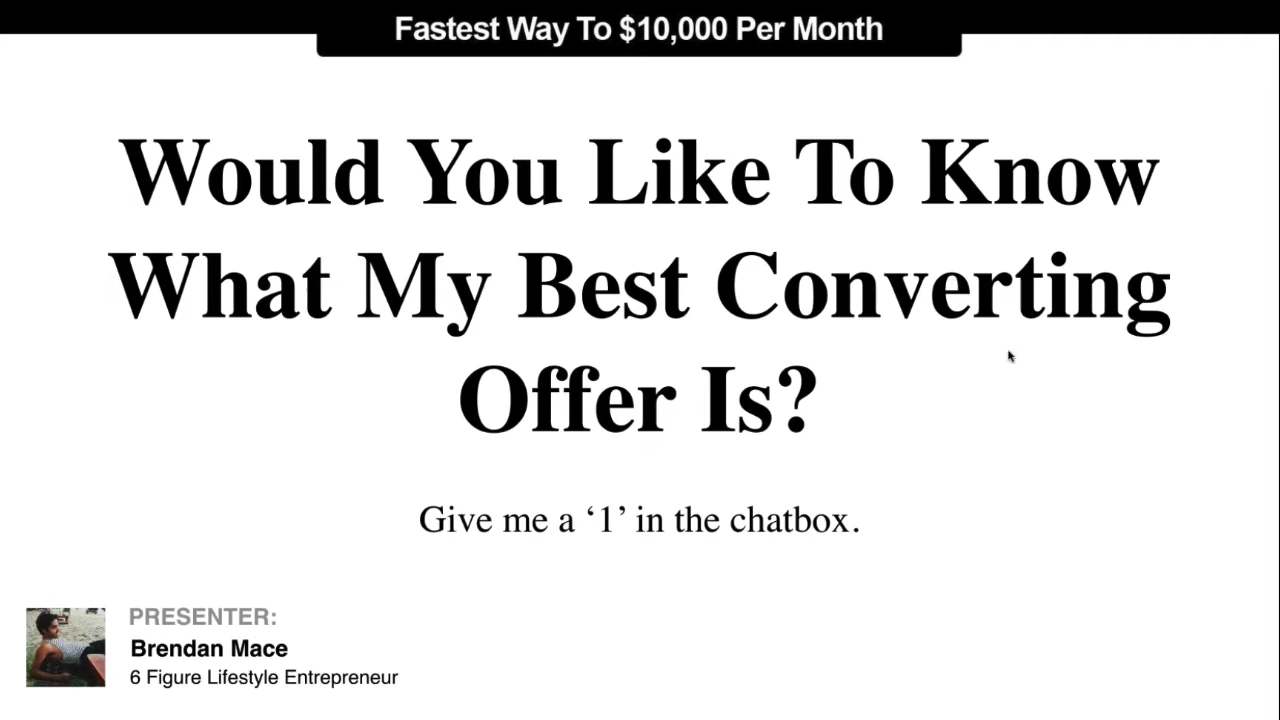 Fastest Way To $10,000 Per Month
Would You Like To Know
What My Best Converting
Offer Is?
Give me a ‘1’ in the chatbox.
PRESENTER:
Brendan Mace
6 Figure Lifestyle Entrepreneur